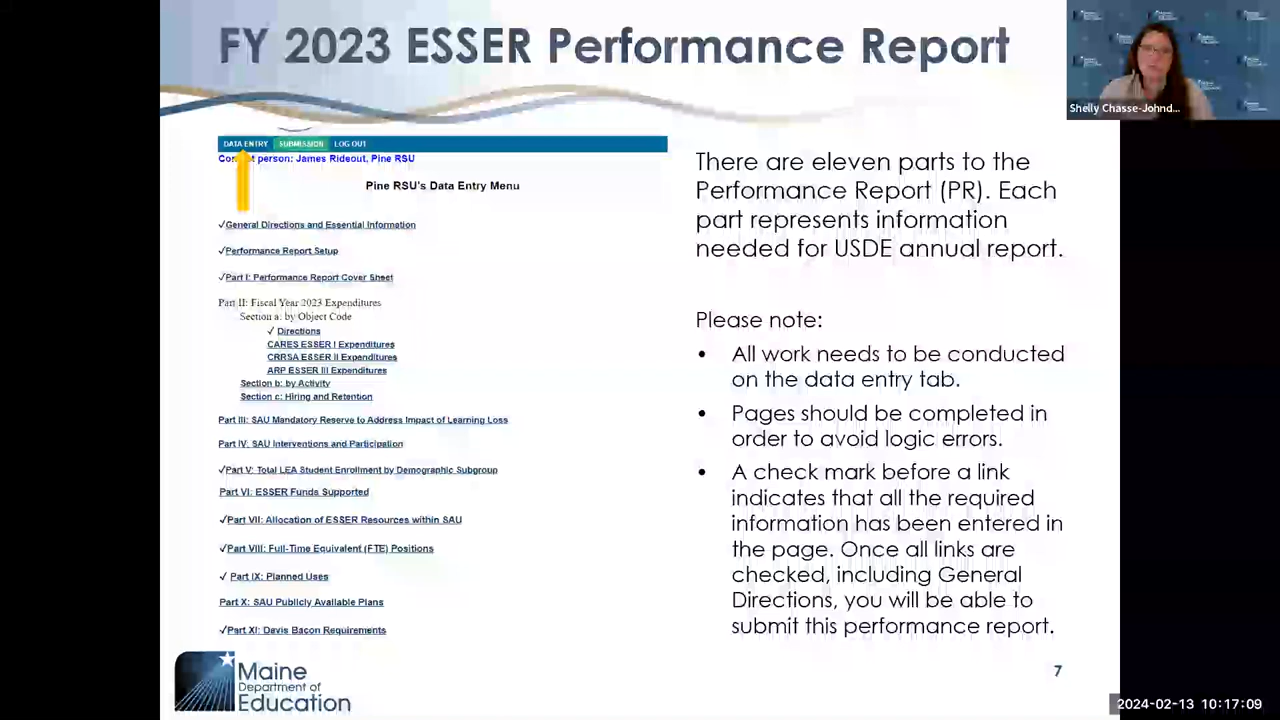 FY 2023 ESSER Performance Report
Shelly Chasse-Johnd...
DATA ENTRY SUBMISSION LOG OUT
person: James Rideout, Pine RSU
Pine RSU's Data Entry Menu
✓General Directions and Essential Information
✓Performance Report Setup
✓Part I: Performance Report Cover Sheet
Part II: Fiscal Year 2023 Expenditures
Section a: by Object Code
✓ Directions
CARES ESSER I Expenditures
CRRSA ESSER II Expenditures
ARP ESSER III Expenditures
Section b: by Activity
Section c: Hiring and Retention
Part III: SAU Mandatory Reserve to Address Impact of Learning Loss
Part IV: SAU Interventions and Participation
✓Part V: Total LEA Student Enrollment by Demographic Subgroup
Part VI: ESSER Funds Supported
✓Part VII: Allocation of ESSER Resources within SAU
✓Part VIII: Full-Time Equivalent (FTE) Positions
✓ Part IX: Planned Uses
Part X: SAU Publicly Available Plans
✓Part XI: Davis Bacon Requirements
There are eleven parts to the
Performance Report (PR). Each
part represents information
needed for USDE annual report.
Please note:
• All work needs to be conducted
on the data entry tab.
• Pages should be completed in
order to avoid logic errors.
• A check mark before a link
indicates that all the required
information has been entered in
the page. Once all links are
checked, including General
Directions, you will be able to
submit this performance report.
Maine
Department of
Education
7
2024-02-13 10:17:09